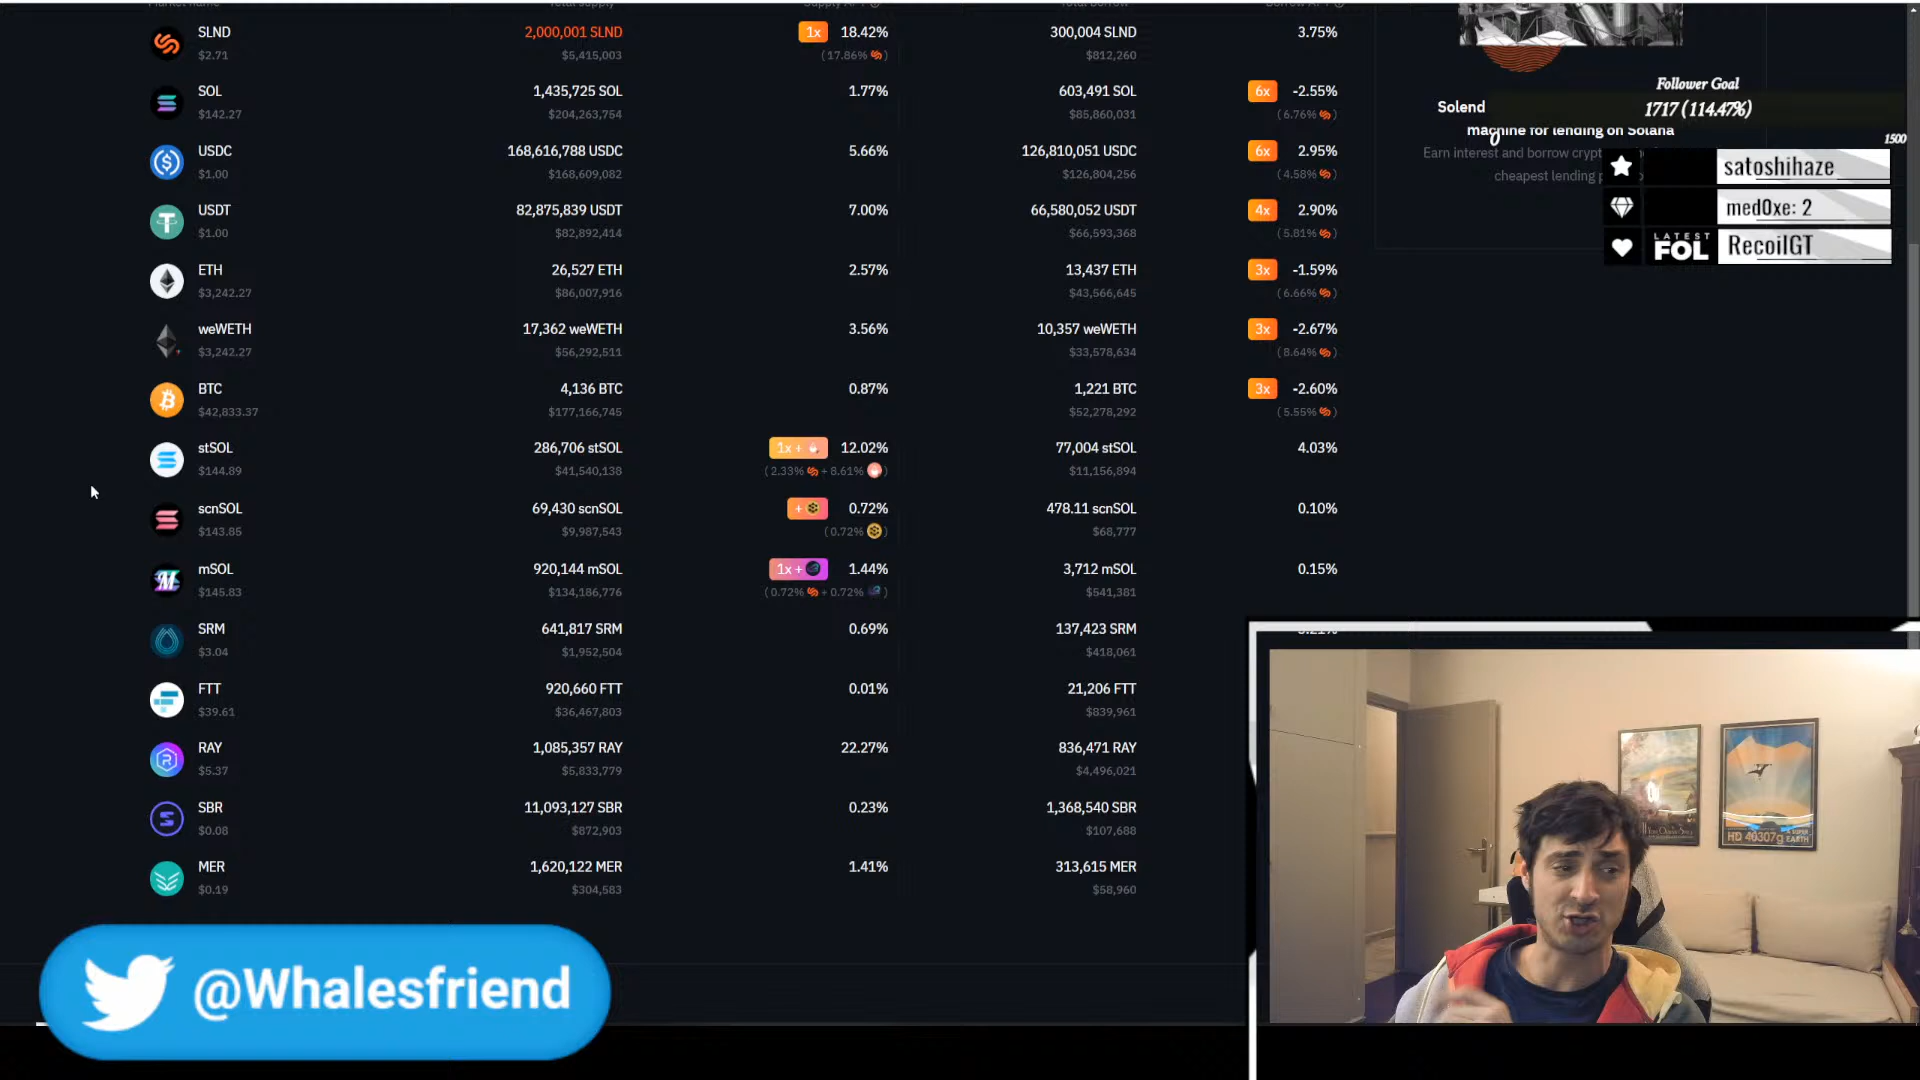 SLND 2,000,001 SLND 1x 18.42% 300,004 SLND 3.75%
$2.71 $5,415,003 (17.86%) $812,260
SOL 1,435,725 SOL 1.77% 603,491 SOL 6x -2.55%
$142.27 $204,263,754 $85,860,031 (6.76%)
USDC 168,616,788 USDC 5.66% 126,810,051 USDC 6x 2.95%
$1.00 $168,609,082 $126,804,256 (4.58%)
USDT 82,875,839 USDT 7.00% 66,580,052 USDT 4x 2.90%
$1.00 $82,892,414 $66,593,368 (5.81%)
ETH 26,527 ETH 2.57% 13,437 ETH 3x -1.59%
$3,242.27 $86,007,916 $43,566,645 (6.66%)
weWETH 17,362 weWETH 3.56% 10,357 weWETH 3x -2.67%
$3,242.27 $56,292,511 $33,578,634 (8.64%)
BTC 4,136 BTC 0.87% 1,221 BTC 3x -2.60%
$42,833.37 $177,166,745 $52,278,292 (5.55%)
stSOL 286,706 stSOL 1x + 12.02% 77,004 stSOL 4.03%
$144.89 $41,540,138 (2.33% + 8.61%) $11,156,894
scnSOL 69,430 scnSOL + 0.72% 478.11 scnSOL 0.10%
$143.85 $9,987,543 (0.72%) $68,777
mSOL 920,144 mSOL 1x + 1.44% 3,712 mSOL 0.15%
$145.83 $134,186,776 (0.72% + 0.72%) $541,381
SRM 641,817 SRM 0.69% 137,423 SRM
$3.04 $1,952,504 $418,061
FTT 920,660 FTT 0.01% 21,206 FTT
$39.61 $36,467,803 $839,961
RAY 1,085,357 RAY 22.27% 836,471 RAY
$5.37 $5,833,779 $4,496,021
SBR 11,093,127 SBR 0.23% 1,368,540 SBR
$0.08 $872,903 $107,688
MER 1,620,122 MER 1.41% 313,615 MER
$0.19 $304,583 $58,960
Follower Goal
Solend 1717 (114.47%)
machine for lending on Solana
0 1500
Earn interest and borrow
cheapest lending
satoshihaze
med0xe: 2
LATEST
FOL RecoilGT
HD 40307g
SUPER
EARTH
@Whalesfriend